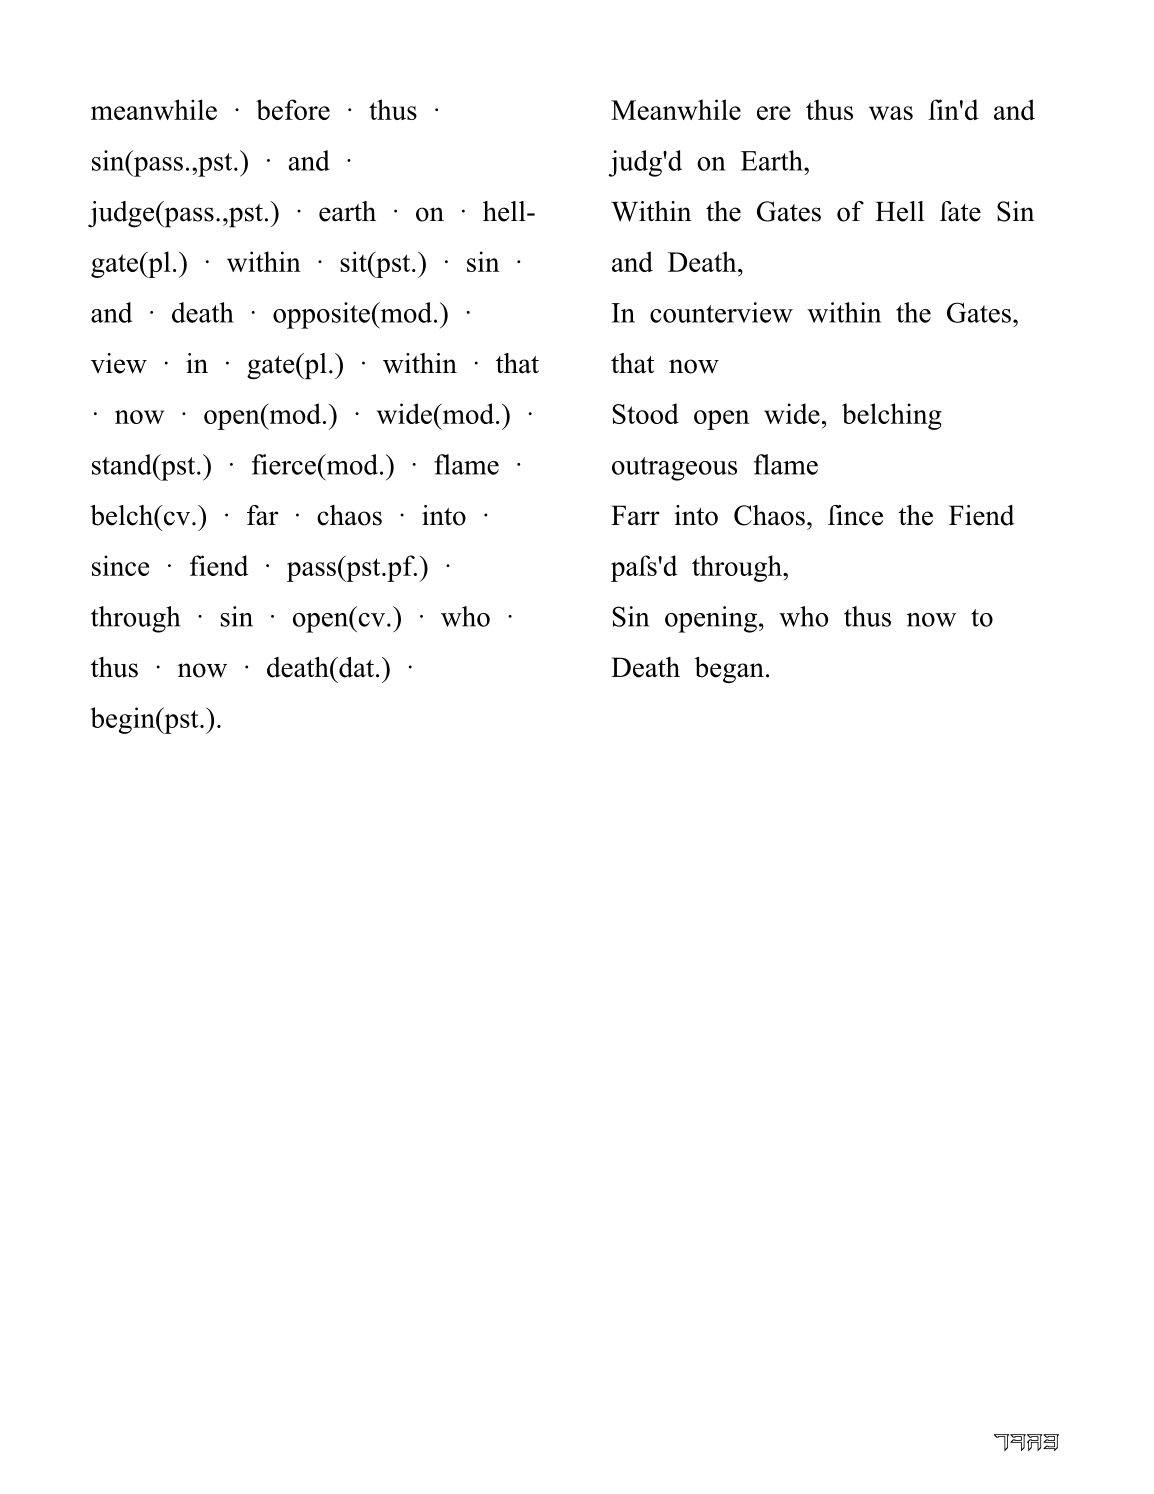 meanwhile · before · thus ·
sin(pass.,pst.) · and ·
judge(pass.,pst.) · earth · on · hell-
gate(pl.) · within · sit(pst.) · sin ·
and · death · opposite(mod.) ·
view · in · gate(pl.) · within · that
· now · open(mod.) · wide(mod.) ·
stand(pst.) · fierce(mod.) · flame ·
belch(cv.) · far · chaos · into ·
since · fiend · pass(pst.pf.) ·
through · sin · open(cv.) · who ·
thus · now · death(dat.) ·
begin(pst.).
Meanwhile ere thus was ſin'd and
judg'd on Earth,
Within the Gates of Hell ſate Sin
and Death,
In counterview within the Gates,
that now
Stood open wide, belching
outrageous flame
Farr into Chaos, ſince the Fiend
paſs'd through,
Sin opening, who thus now to
Death began.